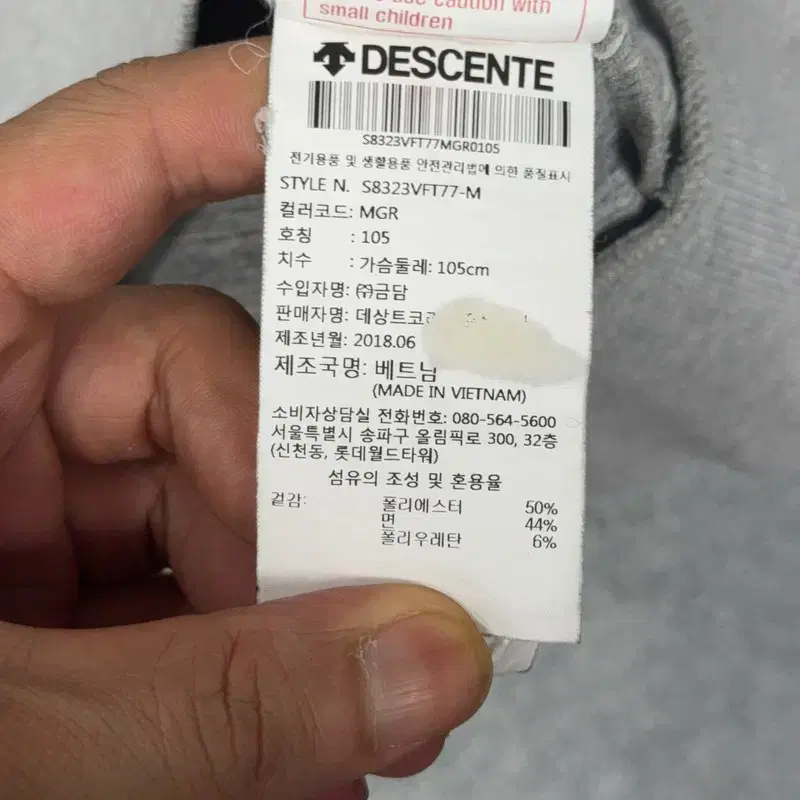 use caution with
small children
DESCENTE
S8323VFT77MGR0105
전기용품 및 생활용품 안전관리법에 의한 품질표시
STYLE N. S8323VFT77-M
컬러코드: MGR
호칭 : 105
치수 : 가슴둘레: 105cm
수입자명: ㈜금담
판매자명: 데상트코리
제조년월: 2018.06
제조국명: 베트남
(MADE IN VIETNAM)
소비자상담실 전화번호: 080-564-5600
서울특별시 송파구 올림픽로 300, 32층
(신천동, 롯데월드타워)
섬유의 조성 및 혼용율
겉감: 폴리에스터 50%
면 44%
폴리우레탄 6%